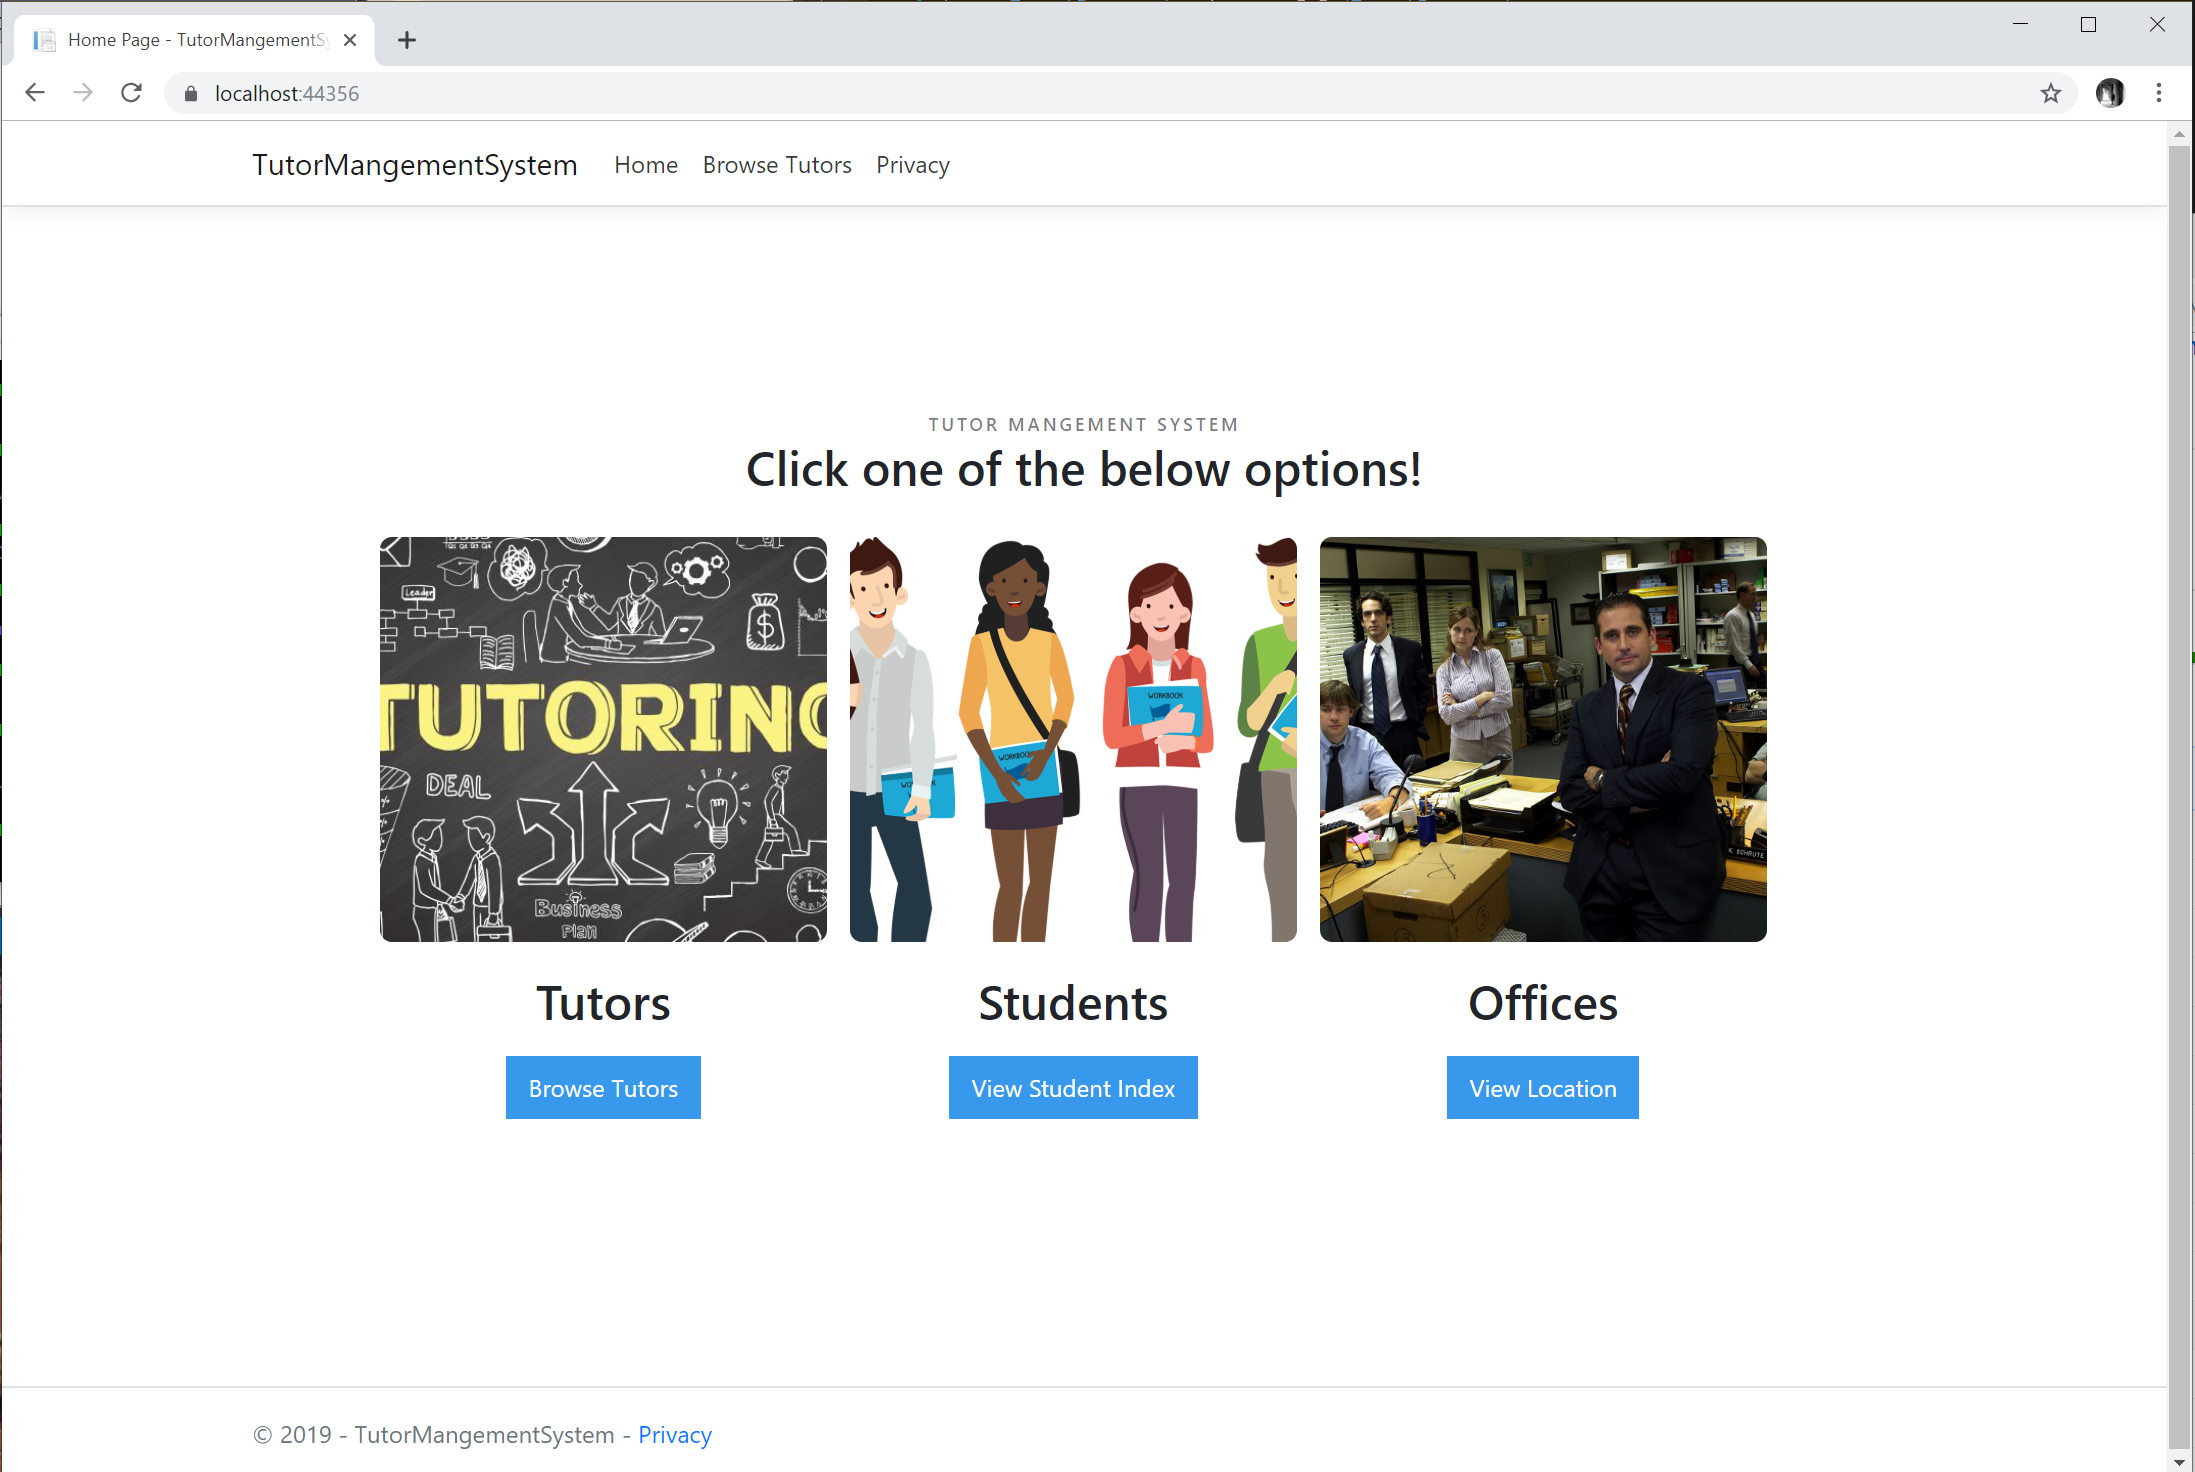 Home Page - TutorMangementSy
localhost:44356
TutorMangementSystem Home Browse Tutors Privacy
TUTOR MANGEMENT SYSTEM
Click one of the below options!
Leader
TUTORING
DEAL
Business
Plan
WORKBOOK
WORKBOOK
K. SCHRUTE
Tutors
Students
Offices
Browse Tutors
View Student Index
View Location
© 2019 - TutorMangementSystem - Privacy